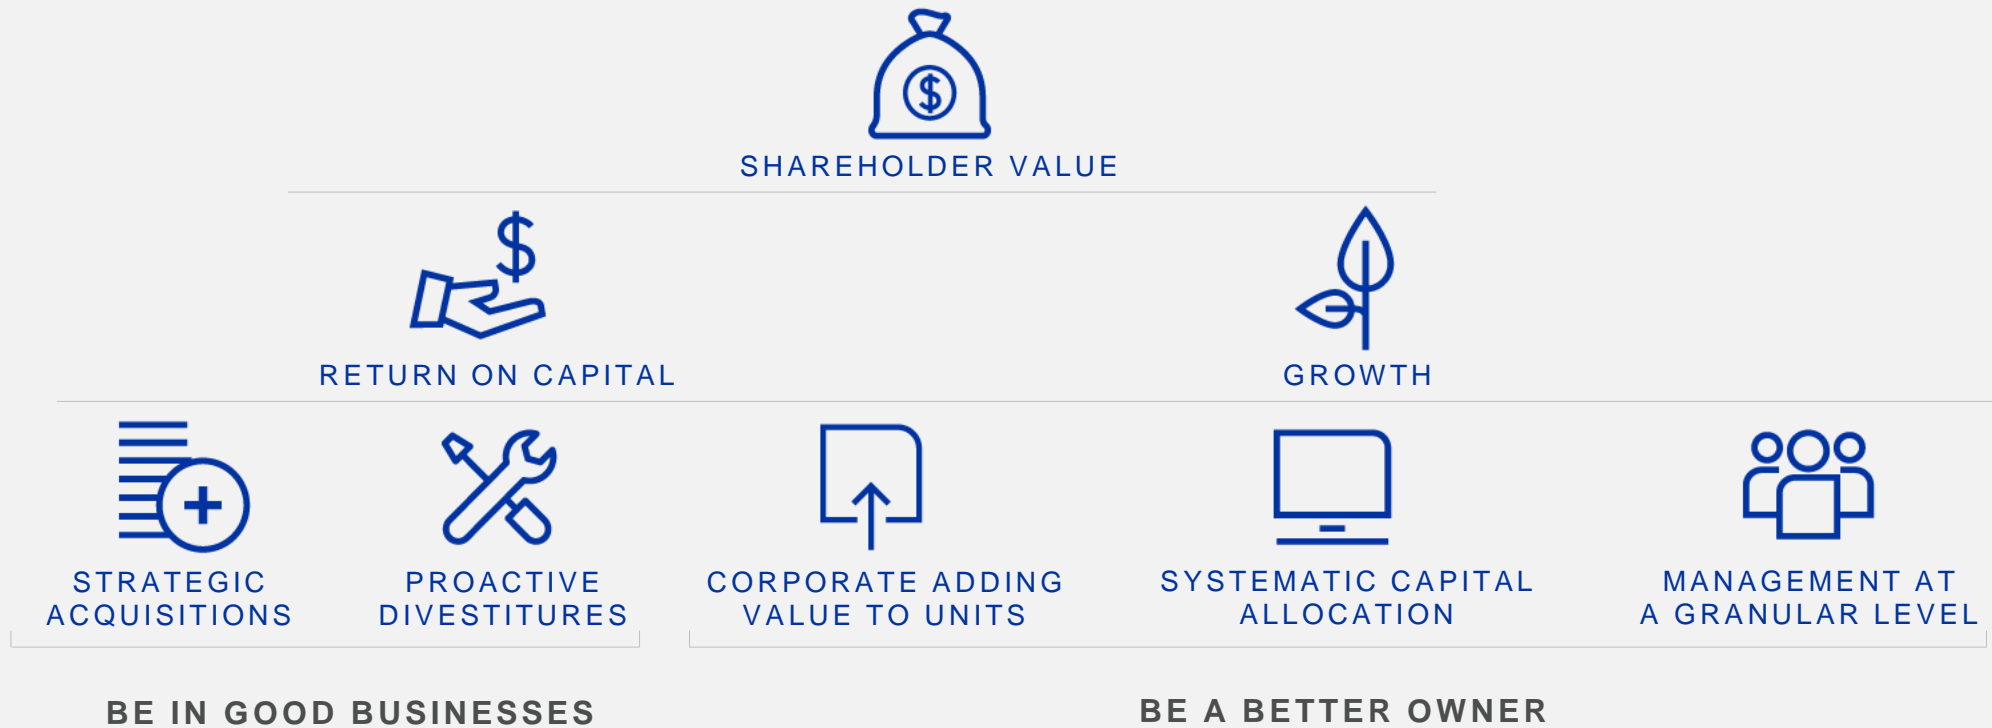 $
SHAREHOLDER VALUE
$
RETURN ON CAPITAL
GROWTH
STRATEGIC
ACQUISITIONS
PROACTIVE
DIVESTITURES
CORPORATE ADDING
VALUE TO UNITS
SYSTEMATIC CAPITAL
ALLOCATION
MANAGEMENT AT
A GRANULAR LEVEL
BE IN GOOD BUSINESSES
BE A BETTER OWNER